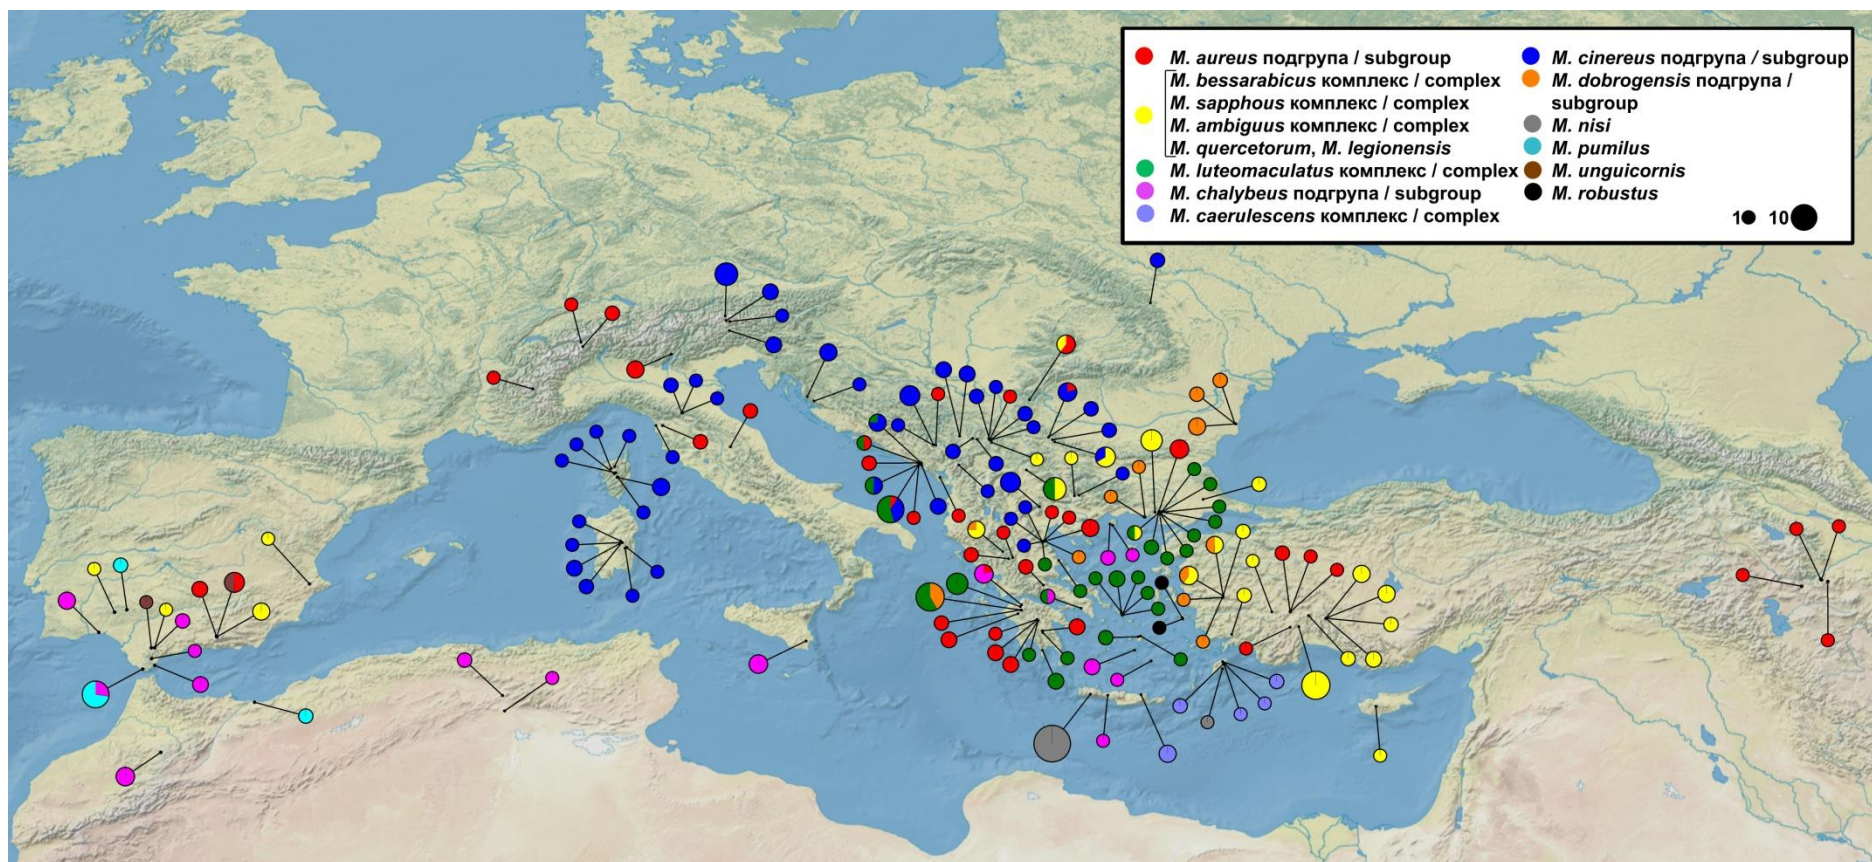 M. aureus подгрупа / subgroup
M. bessarabicus комплекс / complex
M. sapphous комплекс / complex
M. ambiguus комплекс / complex
M. quercetorum, M. legionensis
M. luteomaculatus комплекс / complex
M. chalybeus подгрупа / subgroup
M. caerulescens комплекс / complex
M. cinereus подгрупа / subgroup
M. dobrogensis подгрупа /
subgroup
M. nisi
M. pumilus
M. unguicornis
M. robustus
1 10